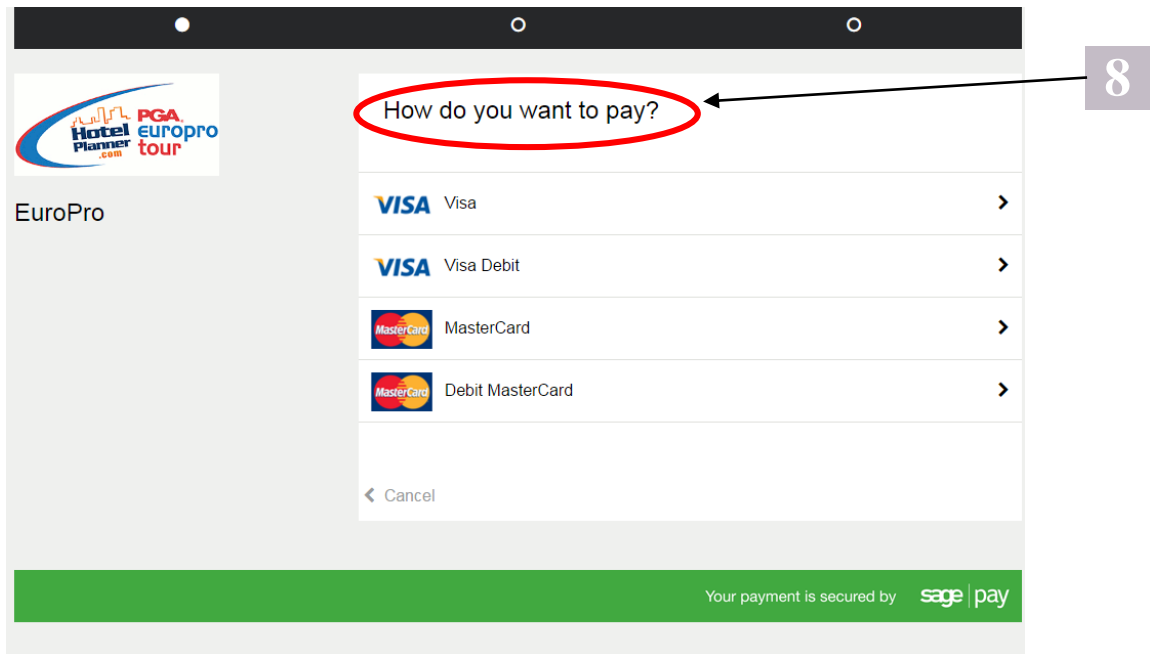 8
How do you want to pay?
Hotel PGA
Planner europro
.com tour
EuroPro
VISA Visa
VISA Visa Debit
MasterCard MasterCard
MasterCard Debit MasterCard
Cancel
Your payment is secured by sage pay